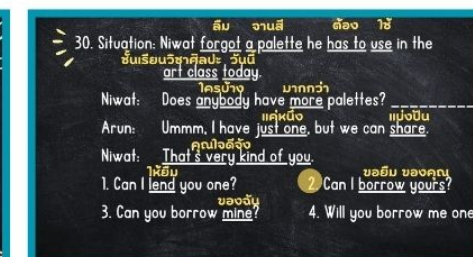 ลืม จานสี ต้อง ใช้
30. Situation: Niwat forgot a palette he has to use in the
ชั้นเรียนวิชาศิลปะ วันนี้
art class today.
ใครบ้าง มากกว่า
Niwat: Does anybody have more palettes? ________
แค่หนึ่ง แบ่งปัน
Arun: Ummm, I have just one, but we can share.
คุณใจดีจัง
Niwat: That's very kind of you.
ให้ยืม ขอยืม ของคุณ
1. Can I lend you one? 2. Can I borrow yours?
ของฉัน
3. Can you borrow mine? 4. Will you borrow me one